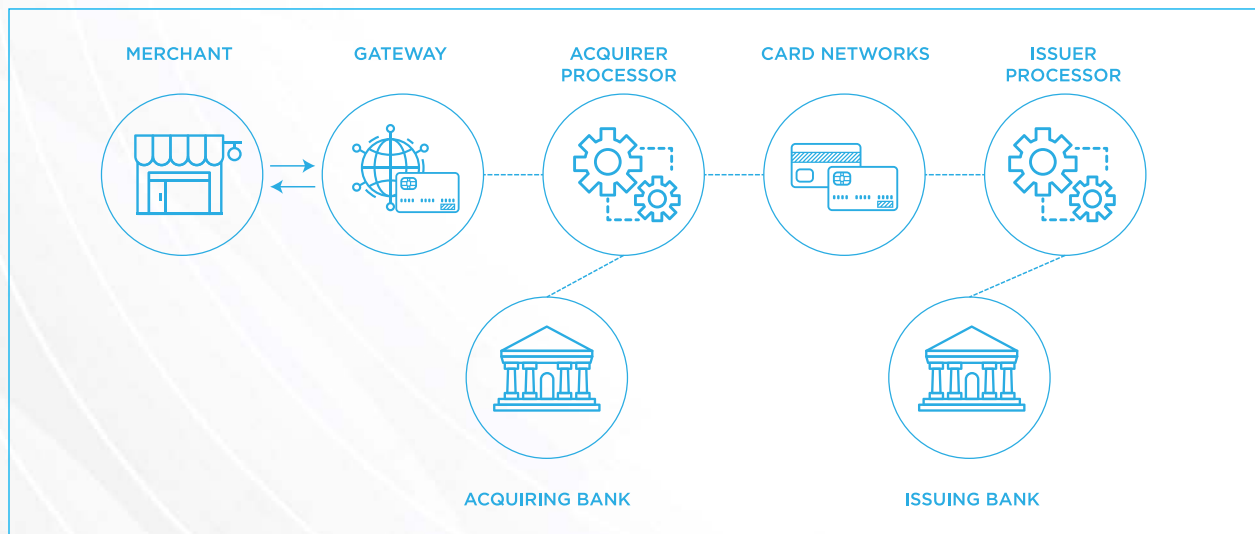 MERCHANT
GATEWAY
ACQUIRER
PROCESSOR
CARD NETWORKS
ISSUER
PROCESSOR
ACQUIRING BANK
ISSUING BANK